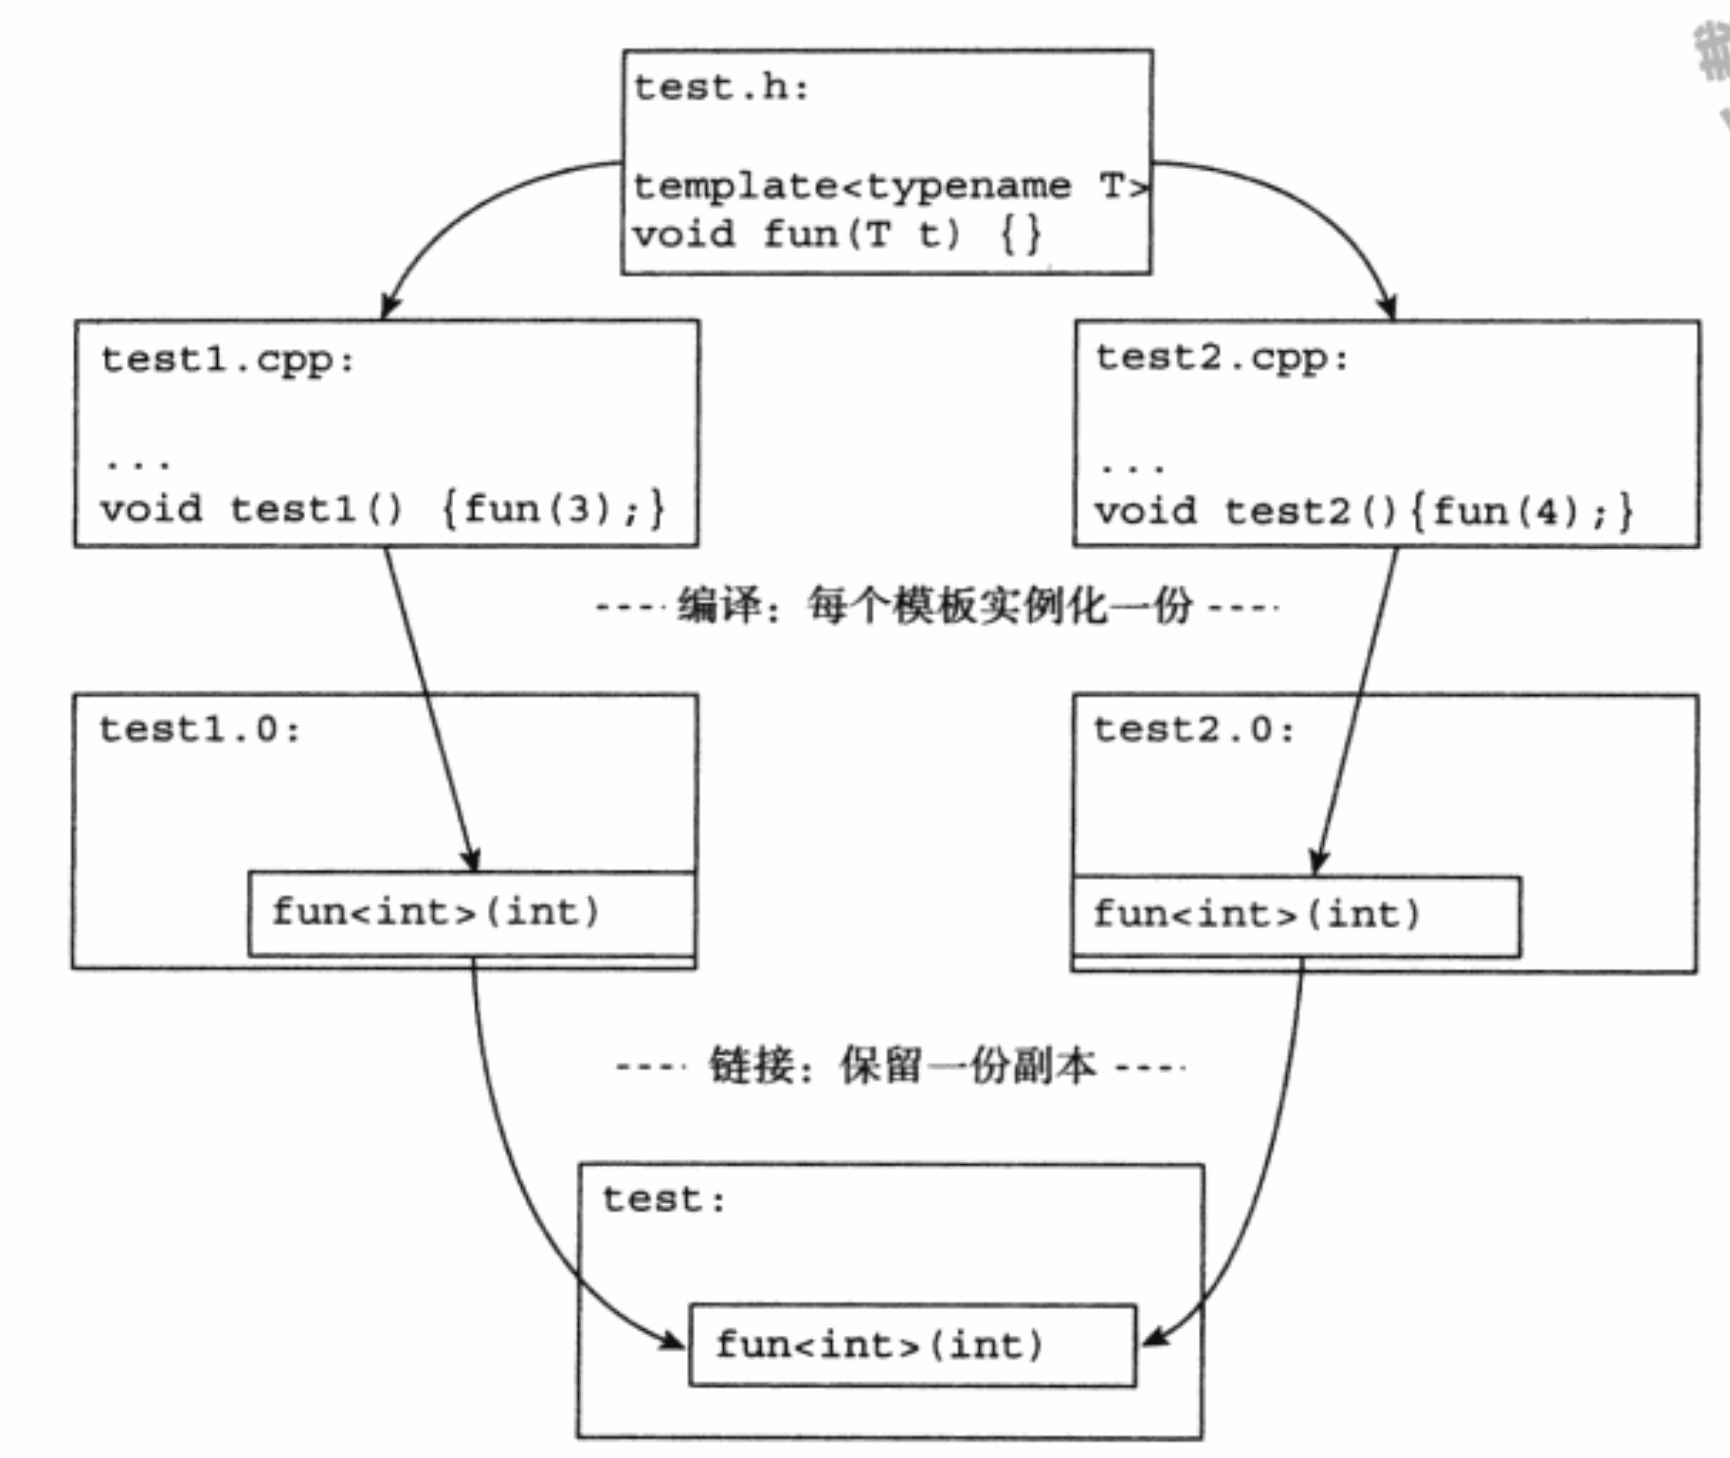 test.h:
template<typename T>
void fun(T t) {}
test1.cpp:
...
void test1() {fun(3);}
test2.cpp:
...
void test2(){fun(4);}
---- 编译：每个模板实例化一份 ----
test1.0:
fun<int>(int)
test2.0:
fun<int>(int)
---- 链接：保留一份副本 ----
test:
fun<int>(int)